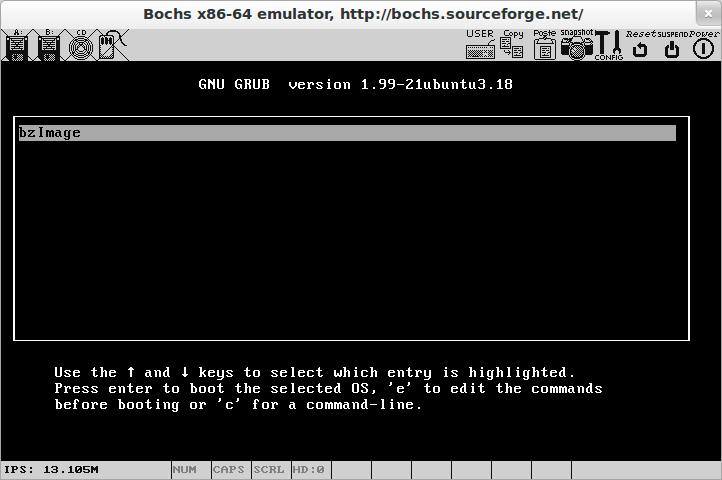 Bochs x86-64 emulator, http://bochs.sourceforge.net/
A: B: CD USER Copy Paste snapshot CONFIG Reset SUSPEND Power
GNU GRUB version 1.99-21ubuntu3.18
bzImage
Use the ↑ and ↓ keys to select which entry is highlighted.
Press enter to boot the selected OS, 'e' to edit the commands
before booting or 'c' for a command-line.
IPS: 13.105M NUM CAPS SCRL HD:0